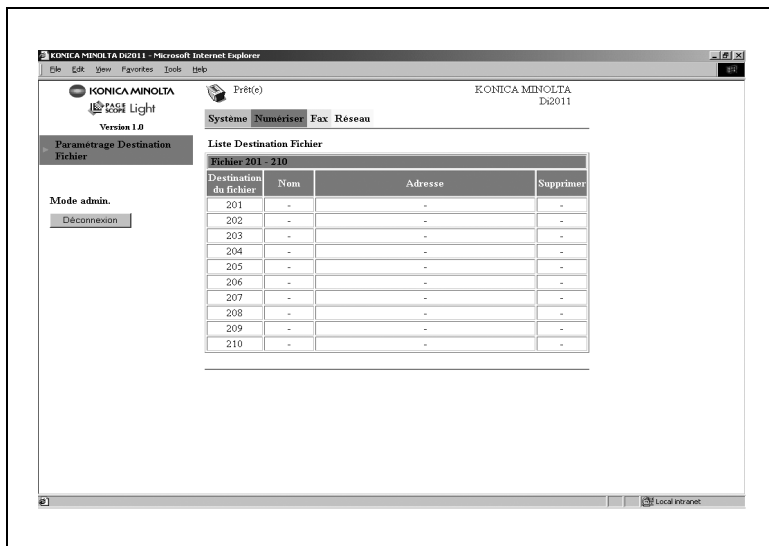 KONICA MINOLTA Di2011 - Microsoft Internet Explorer
File Edit View Favorites Tools Help
KONICA MINOLTA
PAGE SCOPE Light
Version 1.0
Prêt(e)
KONICA MINOLTA
Di2011
Système Numériser Fax Réseau
Paramétrage Destination
Fichier
Mode admin.
Déconnexion
Liste Destination Fichier
Fichier 201 - 210
Destination du fichier Nom Adresse Supprimer
201 - - -
202 - - -
203 - - -
204 - - -
205 - - -
206 - - -
207 - - -
208 - - -
209 - - -
210 - - -
Local intranet